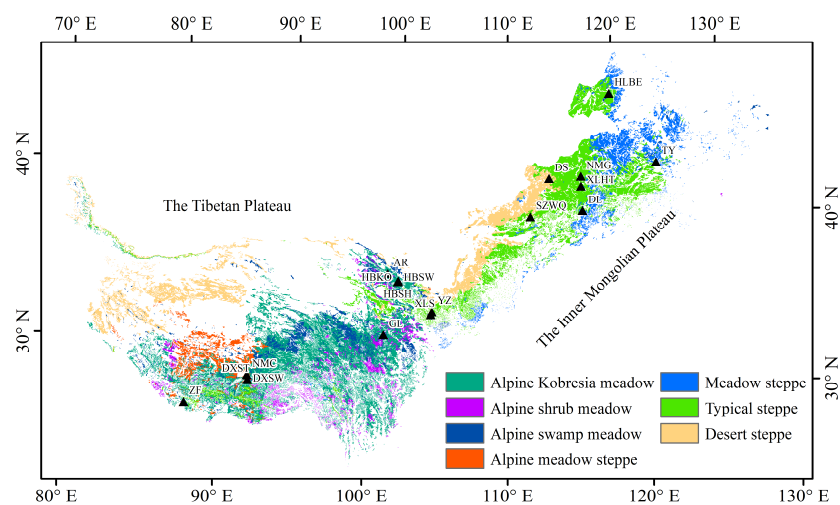 70° E 80° E 90° E 100° E 110° E 120° E 130° E
HLBE
40° N
TY
DS NMG
XLHT
SZWQ DL
40° N
The Tibetan Plateau
The Inner Mongolian Plateau
AR
HBKO HBSW
HBSH
XLS YZ
30° N
GL
DXST NMC
DXSW
ZF
30° N
Alpine Kobresia meadow Meadow steppe
Alpine shrub meadow Typical steppe
Alpine swamp meadow Desert steppe
Alpine meadow steppe
80° E 90° E 100° E 110° E 120° E 130° E